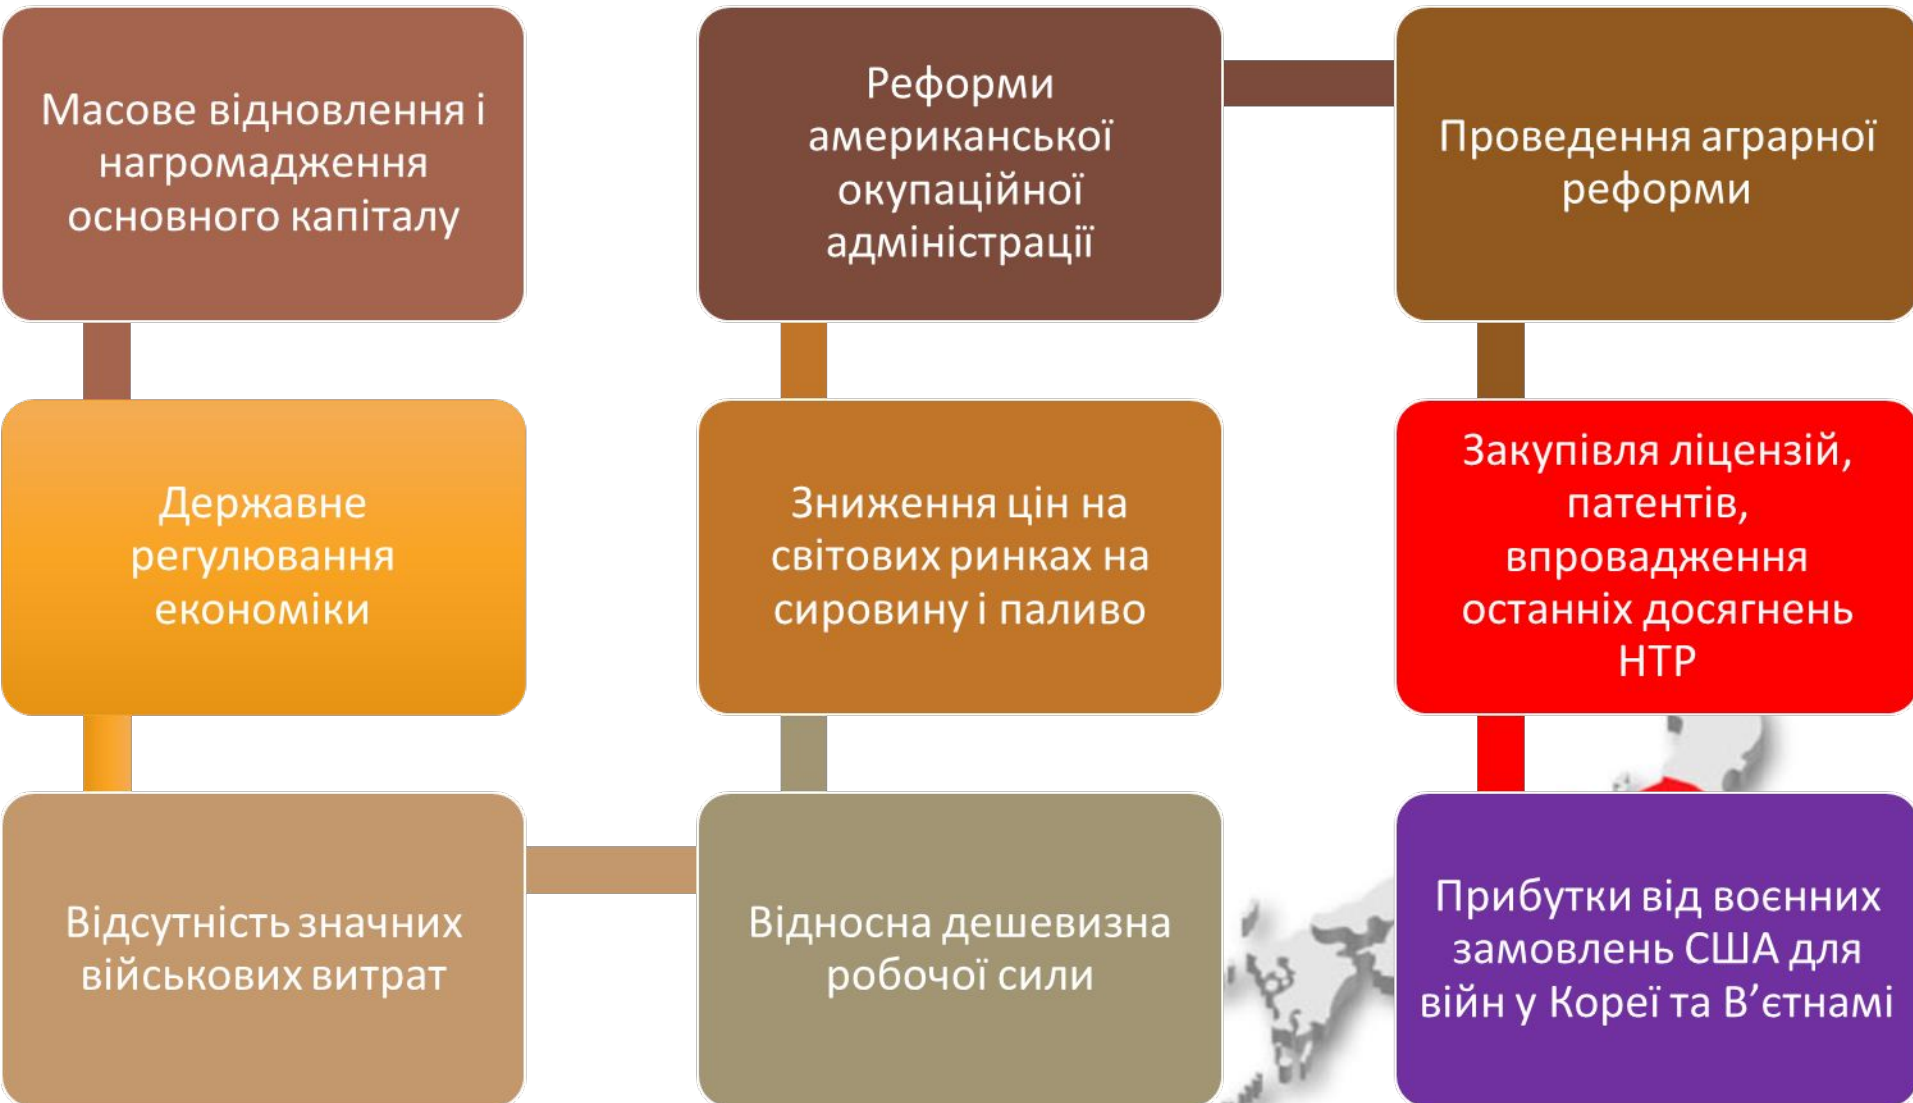 Масове відновлення і
нагромадження
основного капіталу
Державне
регулювання
економіки
Відсутність значних
військових витрат
Відносна дешевизна
робочої сили
Зниження цін на
світових ринках на
сировину і паливо
Реформи
американської
окупаційної
адміністрації
Проведення аграрної
реформи
Закупівля ліцензій,
патентів,
впровадження
останніх досягнень
НТР
Прибутки від воєнних
замовлень США для
війн у Кореї та В’єтнамі